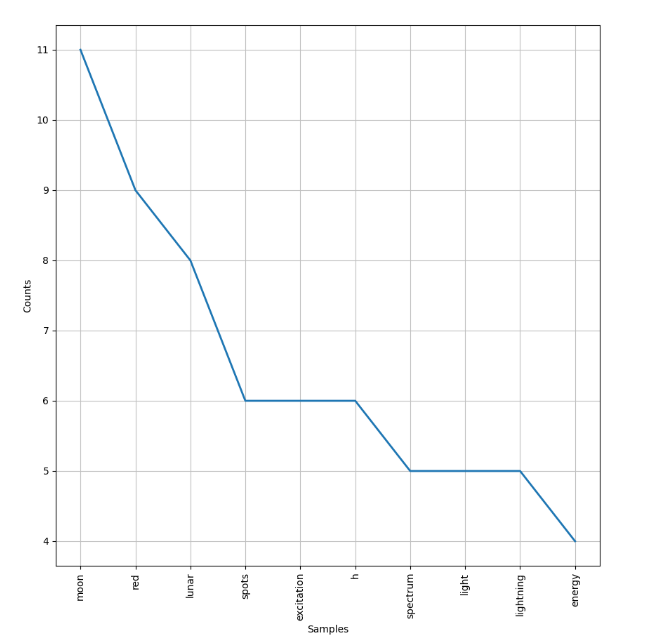 11
10
9
8
7
6
5
4
Counts
moon
red
lunar
spots
excitation
h
spectrum
light
lightning
energy
Samples